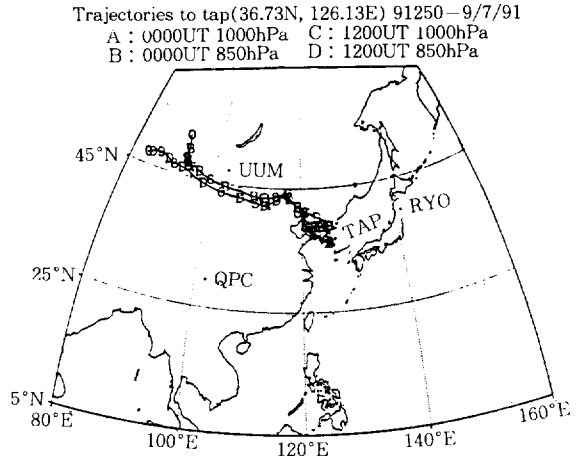 Trajectories to tap(36.73N, 126.13E) 91250-9/7/91
A : 0000UT 1000hPa C : 1200UT 1000hPa
B : 0000UT 850hPa D : 1200UT 850hPa
45°N
UUM
RYO
TAP
25°N
QPC
5°N
80°E
100°E
120°E
140°E
160°E